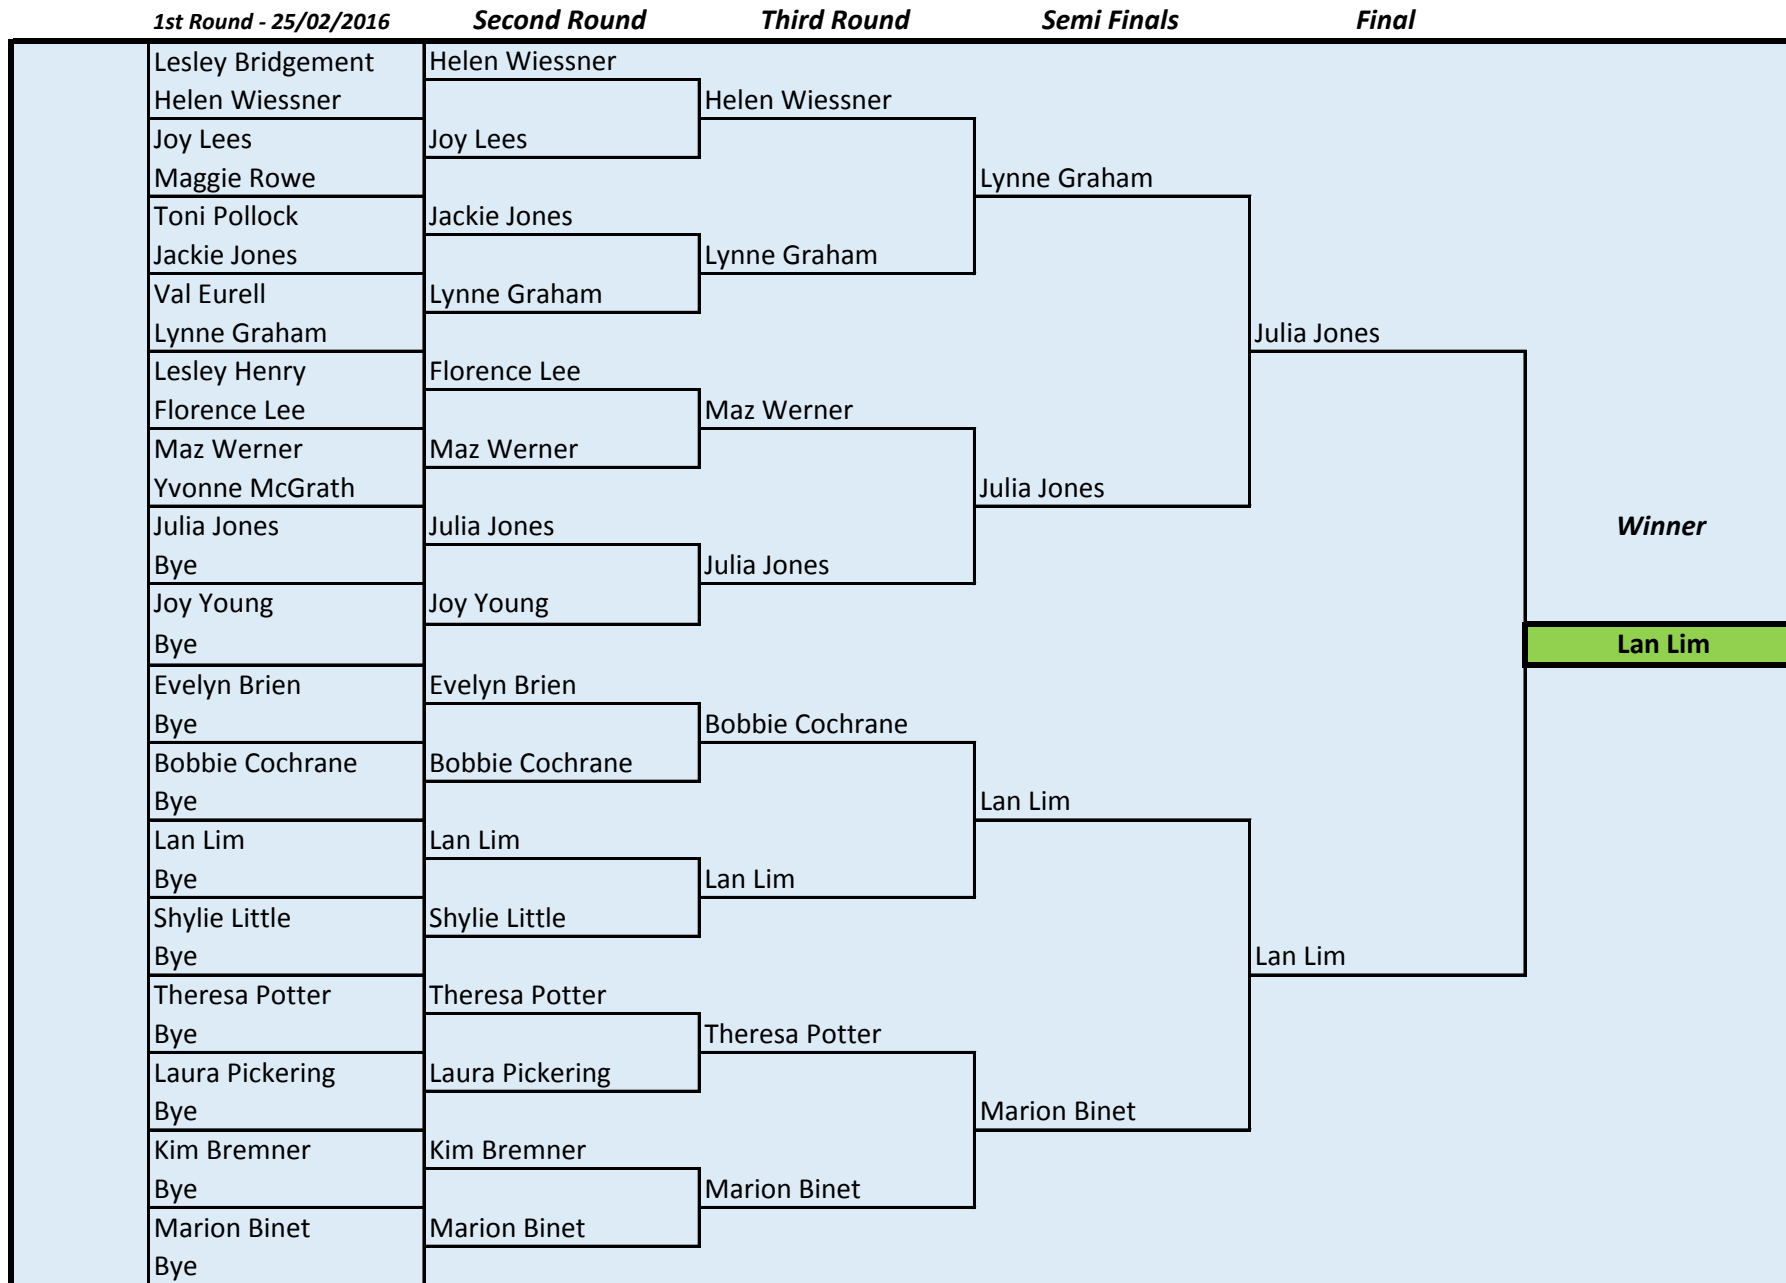 1st Round - 25/02/2016 Second Round Third Round Semi Finals Final
Lesley Bridgement Helen Wiessner
Helen Wiessner Helen Wiessner
Joy Lees Joy Lees
Maggie Rowe Lynne Graham
Toni Pollock Jackie Jones
Jackie Jones Lynne Graham
Val Eurell Lynne Graham
Lynne Graham Julia Jones
Lesley Henry Florence Lee
Florence Lee Maz Werner
Maz Werner Maz Werner
Yvonne McGrath Julia Jones
Julia Jones Julia Jones Winner
Bye Julia Jones
Joy Young Joy Young
Bye Lan Lim
Evelyn Brien Evelyn Brien
Bye Bobbie Cochrane
Bobbie Cochrane Bobbie Cochrane
Bye Lan Lim
Lan Lim Lan Lim
Bye Lan Lim
Shylie Little Shylie Little
Bye Lan Lim
Theresa Potter Theresa Potter
Bye Theresa Potter
Laura Pickering Laura Pickering
Bye Marion Binet
Kim Bremner Kim Bremner
Bye Marion Binet
Marion Binet Marion Binet
Bye